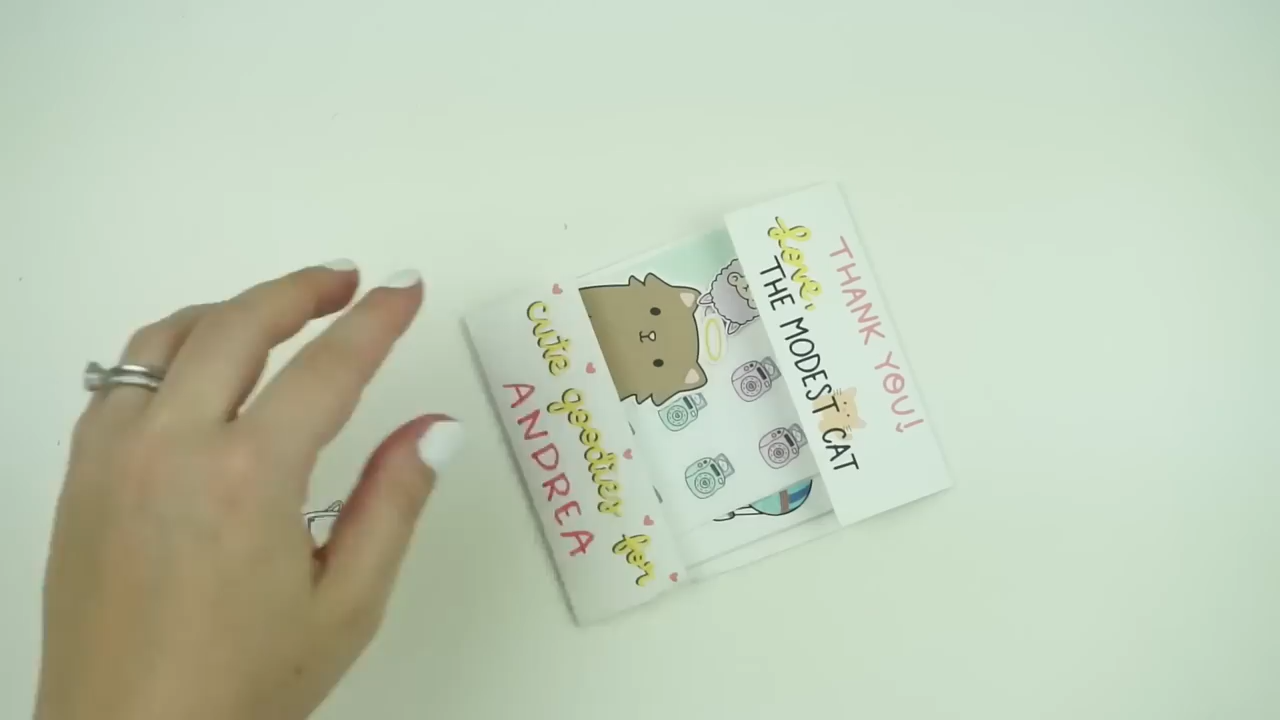 cute goodies for
ANDREA
THANK YOU!
love,
THE MODEST CAT